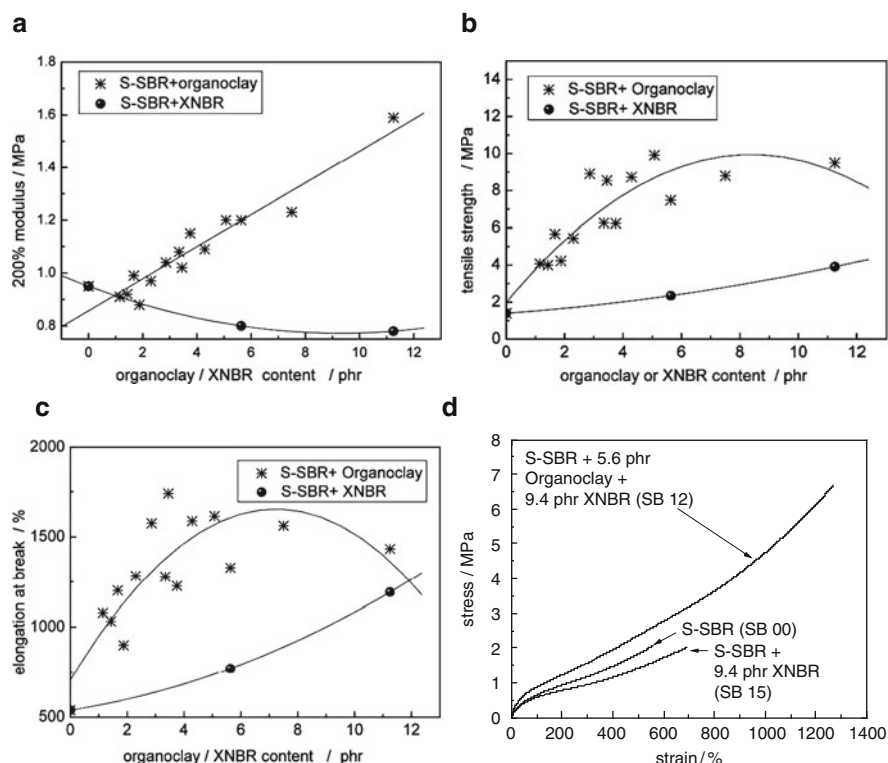 a
S-SBR+organoclay
S-SBR+XNBR
200% modulus / MPa
1.6
1.4
1.2
1.0
0.8
0 2 4 6 8 10 12
organoclay / XNBR content / phr
b
S-SBR+ Organoclay
S-SBR+ XNBR
tensile strength / MPa
14
12
10
8
6
4
2
0
0 2 4 6 8 10 12
organoclay or XNBR content / phr
c
S-SBR+ Organoclay
S-SBR+ XNBR
elongation at break / %
2000
1500
1000
500
0 2 4 6 8 10 12
organoclay / XNBR content / phr
d
S-SBR + 5.6 phr
Organoclay +
9.4 phr XNBR (SB 12)
S-SBR (SB 00)
S-SBR +
9.4 phr XNBR
(SB 15)
stress / MPa
8
7
6
5
4
3
2
1
0
0 200 400 600 800 1000 1200 1400
strain / %